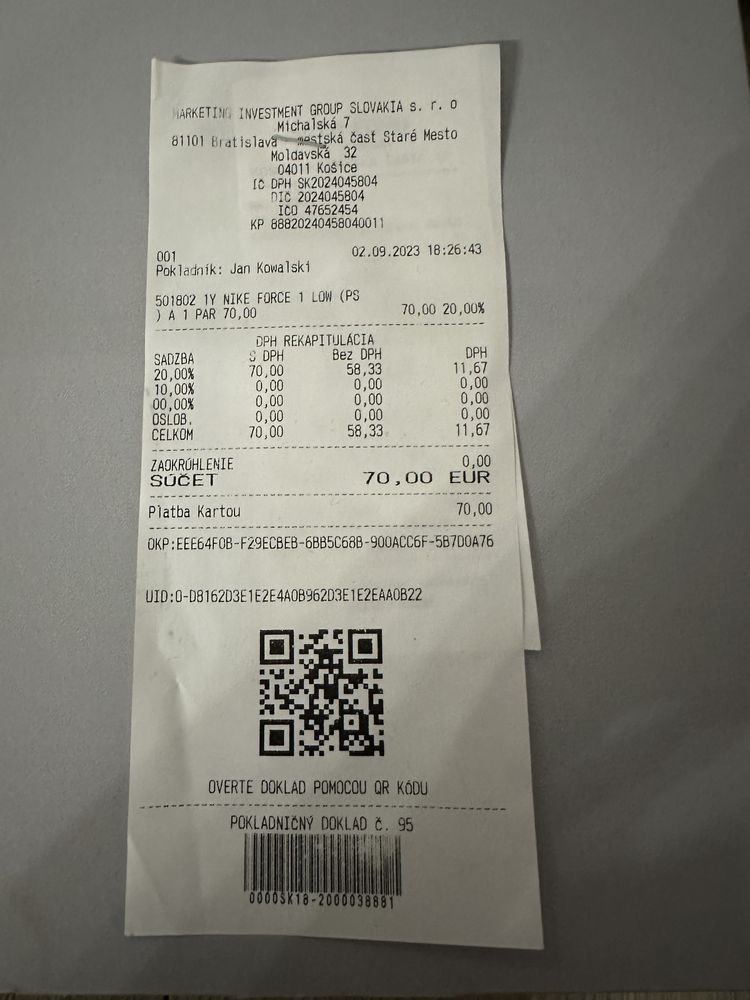 MARKETING INVESTMENT GROUP SLOVAKIA s. r. o
Michalská 7
81101 Bratislava - mestská časť Staré Mesto
Moldavská 32
04011 Košice
IČ DPH SK2024045804
DIČ 2024045804
IČO 47652454
KP 88820240458040011
001 02.09.2023 18:26:43
Pokladník: Jan Kowalski
501802 1Y NIKE FORCE 1 LOW (PS
) A 1 PAR 70,00 70,00 20,00%
DPH REKAPITULÁCIA
SADZBA S DPH Bez DPH DPH
20,00% 70,00 58,33 11,67
10,00% 0,00 0,00 0,00
00,00% 0,00 0,00 0,00
OSLOB. 0,00 0,00 0,00
CELKOM 70,00 58,33 11,67
ZAOKRÚHLENIE 0,00
SÚČET 70,00 EUR
Platba Kartou 70,00
OKP:EEE64F0B-F29ECBEB-6BB5C68B-900ACC6F-5B7D0A76
UID:O-D8162D3E1E2E4A0B962D3E1E2EAA0B22
OVERTE DOKLAD POMOCOU QR KÓDU
POKLADNIČNÝ DOKLAD č. 95
0000SK18-2000038881